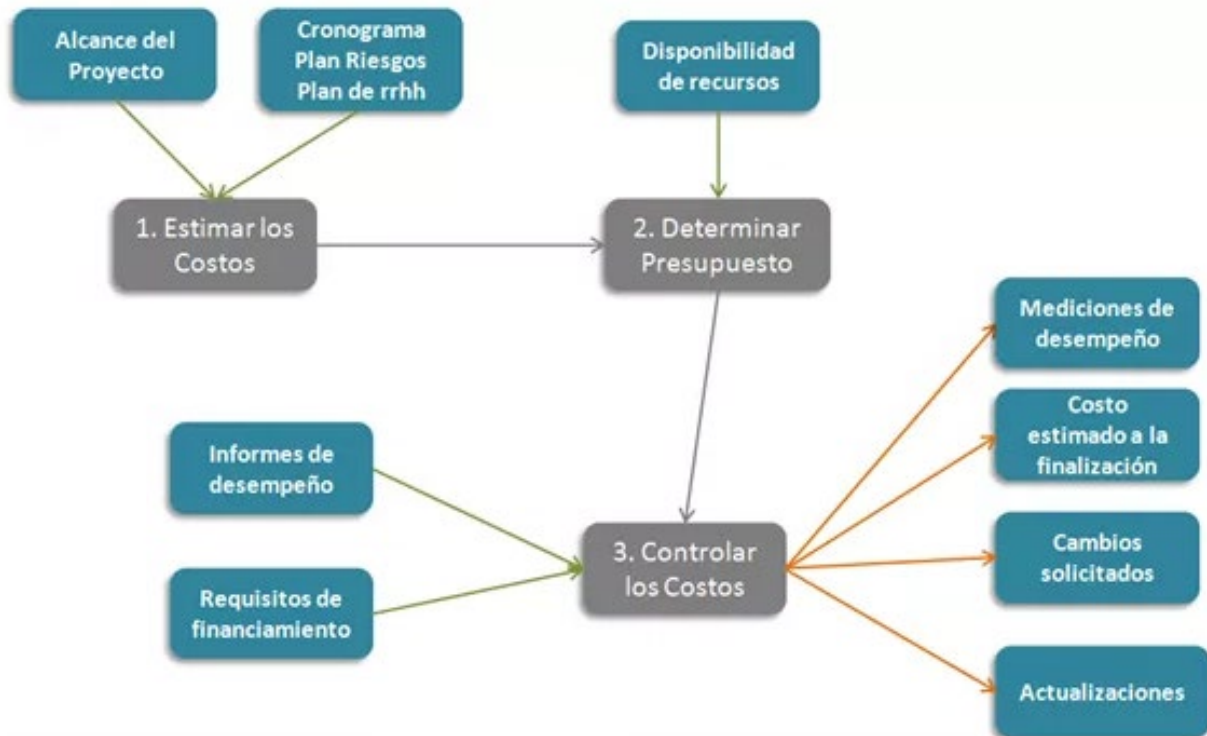 Alcance del
Proyecto
Cronograma
Plan Riesgos
Plan de rrhh
Disponibilidad
de recursos
1. Estimar los
Costos
2. Determinar
Presupuesto
Mediciones de
desempeño
Costo
estimado a la
finalización
Informes de
desempeño
3. Controlar
los Costos
Cambios
solicitados
Requisitos de
financiamiento
Actualizaciones